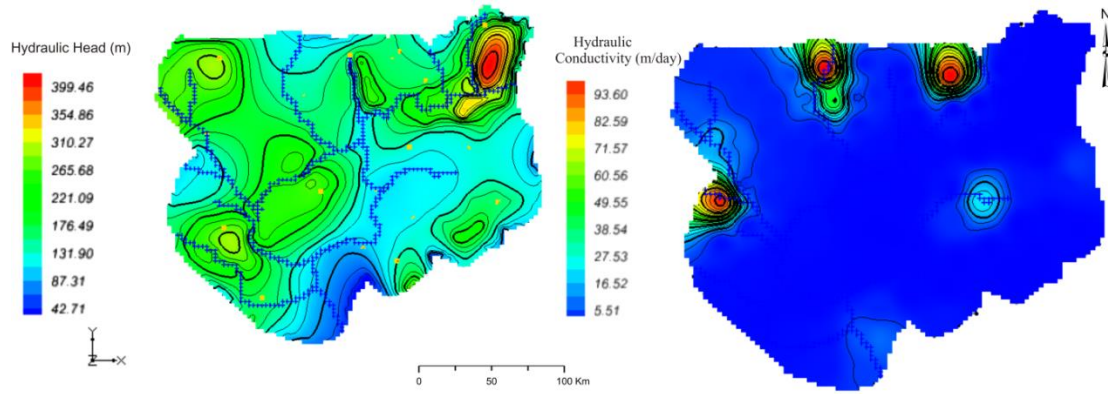 Hydraulic Head (m)
399.46
354.86
310.27
265.68
221.09
176.49
131.90
87.31
42.71
Y
Z
X
0 50 100 Km
Hydraulic
Conductivity (m/day)
93.60
82.59
71.57
60.56
49.55
38.54
27.53
16.52
5.51
N